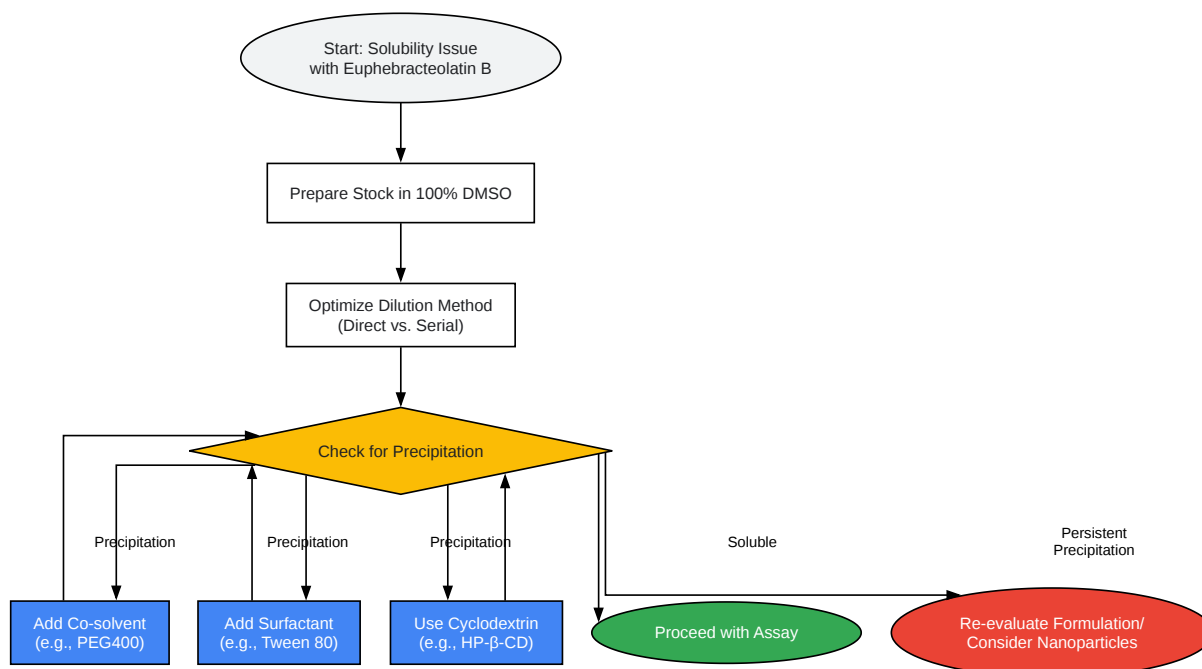 Start: Solubility Issue
with Euphebracteolatin B
Prepare Stock in 100% DMSO
Optimize Dilution Method
(Direct vs. Serial)
Check for Precipitation
Precipitation
Precipitation
Precipitation
Soluble
Persistent
Precipitation
Add Co-solvent
(e.g., PEG400)
Add Surfactant
(e.g., Tween 80)
Use Cyclodextrin
(e.g., HP-β-CD)
Proceed with Assay
Re-evaluate Formulation/
Consider Nanoparticles